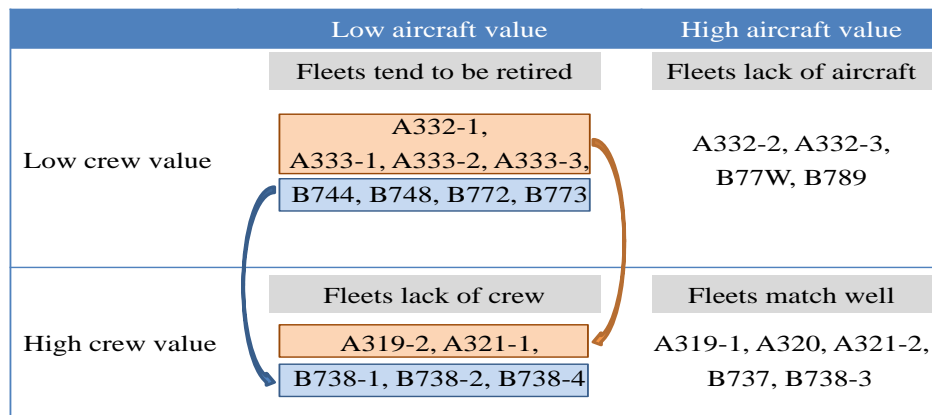 Low aircraft value
High aircraft value
Fleets tend to be retired
Fleets lack of aircraft
Low crew value
A332-1,
A333-1, A333-2, A333-3,
B744, B748, B772, B773
A332-2, A332-3,
B77W, B789
Fleets lack of crew
Fleets match well
High crew value
A319-2, A321-1,
B738-1, B738-2, B738-4
A319-1, A320, A321-2,
B737, B738-3